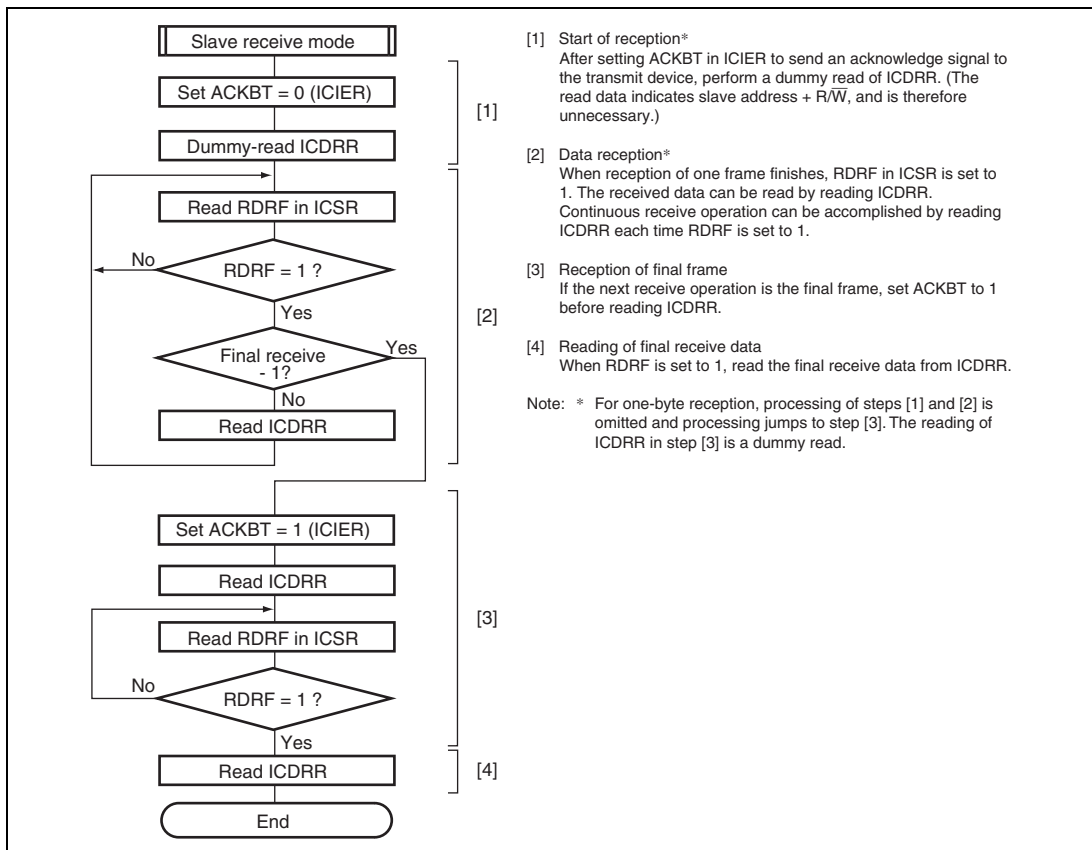 Slave receive mode
Set ACKBT = 0 (ICIER)
Dummy-read ICDRR
[1]
Read RDRF in ICSR
No
RDRF = 1 ?
Yes
Final receive
- 1?
Yes
No
Read ICDRR
[2]
Set ACKBT = 1 (ICIER)
Read ICDRR
Read RDRF in ICSR
No
RDRF = 1 ?
Yes
[3]
Read ICDRR
[4]
End
[1] Start of reception*
After setting ACKBT in ICIER to send an acknowledge signal to
the transmit device, perform a dummy read of ICDRR. (The
read data indicates slave address + R/W̅, and is therefore
unnecessary.)
[2] Data reception*
When reception of one frame finishes, RDRF in ICSR is set to
1. The received data can be read by reading ICDRR.
Continuous receive operation can be accomplished by reading
ICDRR each time RDRF is set to 1.
[3] Reception of final frame
If the next receive operation is the final frame, set ACKBT to 1
before reading ICDRR.
[4] Reading of final receive data
When RDRF is set to 1, read the final receive data from ICDRR.
Note: * For one-byte reception, processing of steps [1] and [2] is
omitted and processing jumps to step [3]. The reading of
ICDRR in step [3] is a dummy read.